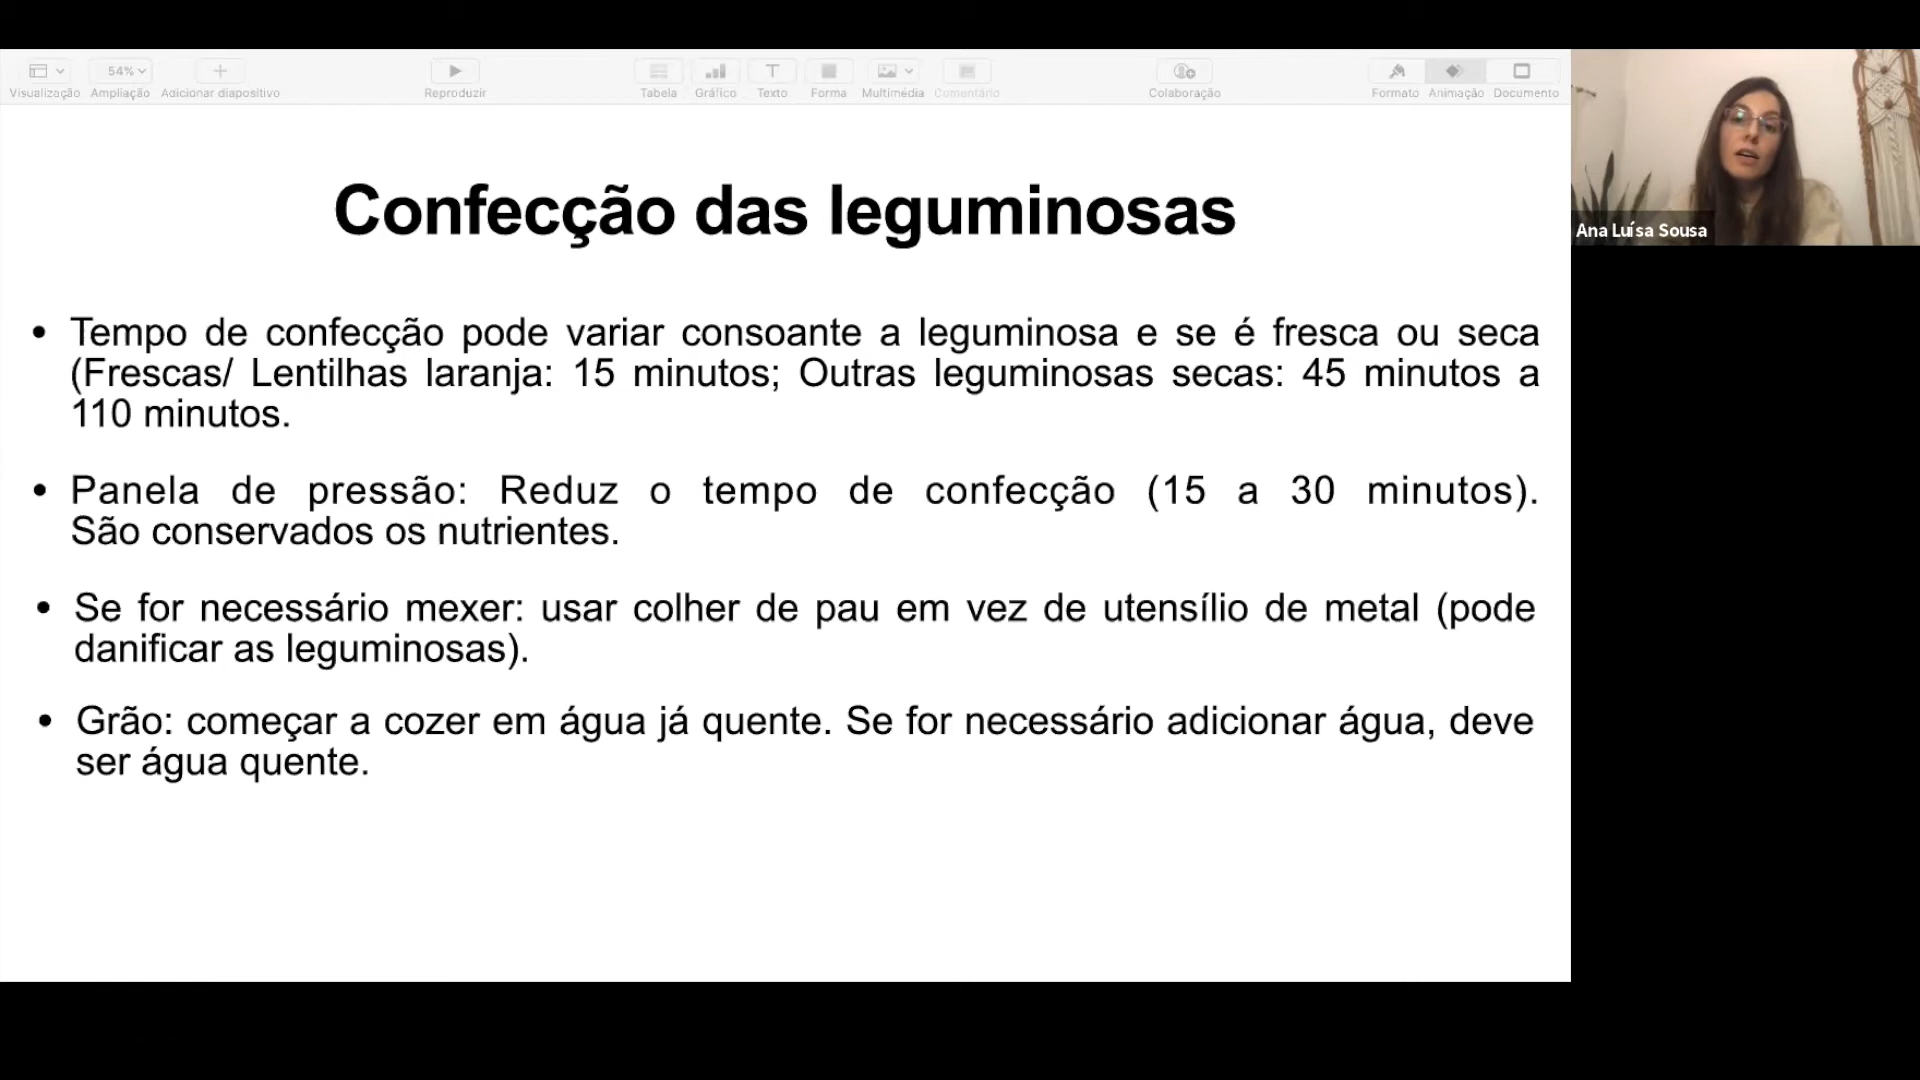 Visualização
54%
Ampliação
Adicionar diapositivo
Reproduzir
Tabela
Gráfico
Texto
Forma
Multimédia
Comentário
Colaboração
Formato
Animação
Documento
Ana Luísa Sousa
Confecção das leguminosas
• Tempo de confecção pode variar consoante a leguminosa e se é fresca ou seca
(Frescas/ Lentilhas laranja: 15 minutos; Outras leguminosas secas: 45 minutos a
110 minutos.
• Panela de pressão: Reduz o tempo de confecção (15 a 30 minutos).
São conservados os nutrientes.
• Se for necessário mexer: usar colher de pau em vez de utensílio de metal (pode
danificar as leguminosas).
• Grão: começar a cozer em água já quente. Se for necessário adicionar água, deve
ser água quente.